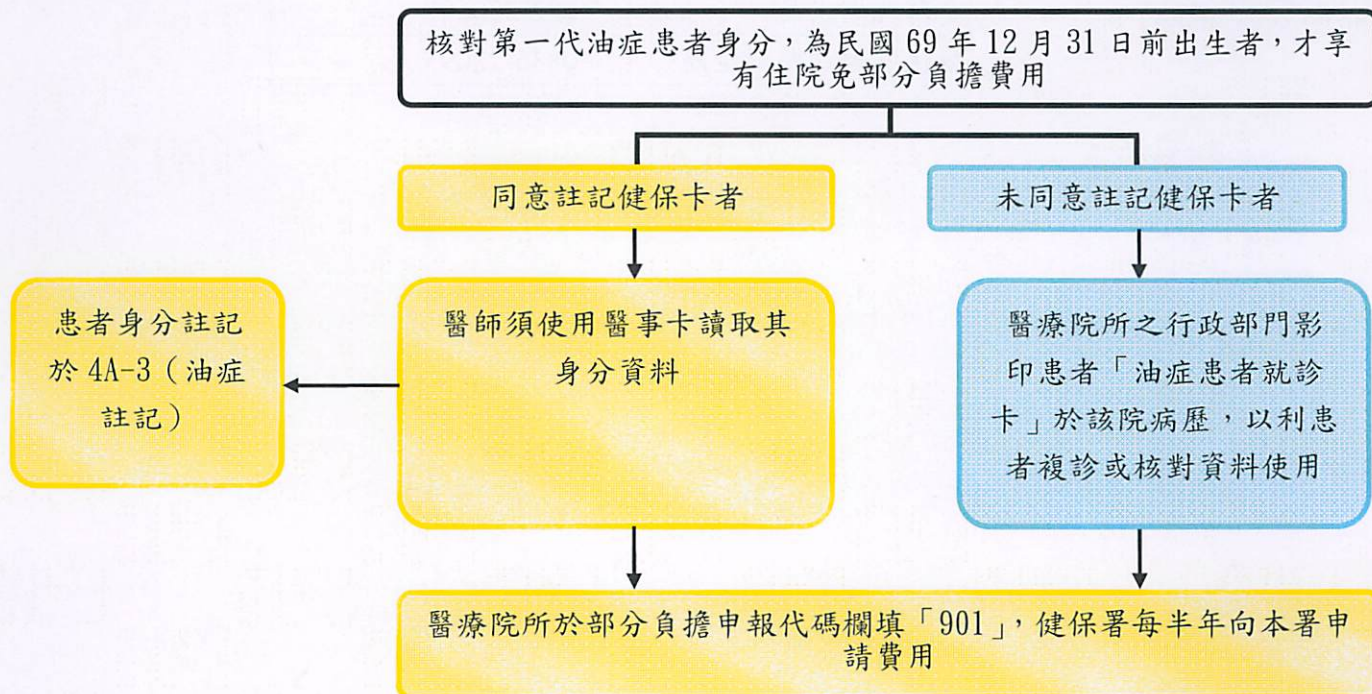 核對第一代油症患者身分，為民國 69 年 12 月 31 日前出生者，才享
有住院免部分負擔費用
同意註記健保卡者
未同意註記健保卡者
患者身分註記
於 4A-3（油症
註記）
醫師須使用醫事卡讀取其
身分資料
醫療院所之行政部門影
印患者「油症患者就診
卡」於該院病歷，以利患
者複診或核對資料使用
醫療院所於部分負擔申報代碼欄填「901」，健保署每半年向本署申
請費用